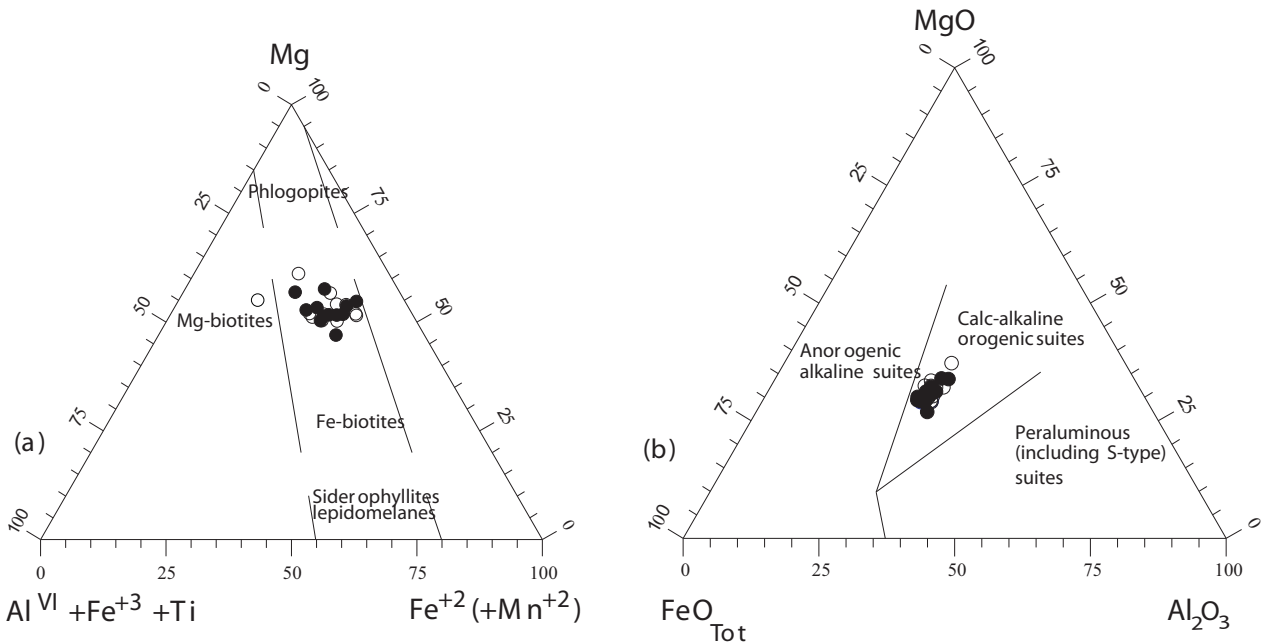 Mg
0
100
Phlogopites
25
75
50
50
Mg-biotites
75
Fe-biotites
25
(a)
Sider ophyllites
lepidomelanes
100
0
0
25
50
75
100
Al VI +Fe+3 +Ti
Fe+2 (+Mn+2)
MgO
0
100
25
75
50
50
Calc-alkaline
orogenic suites
Anor ogenic
alkaline suites
75
25
Peraluminous
(including S-type)
suites
(b)
100
0
0
25
50
75
100
FeO Tot
Al2O3